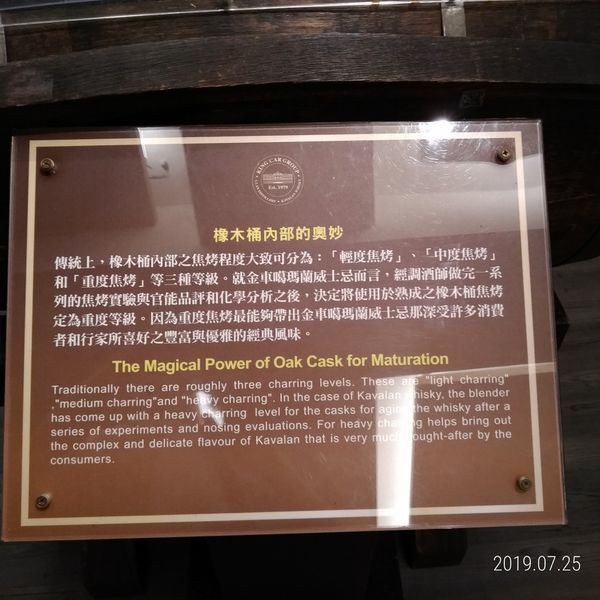 KING CAR GROUP
Est. 1979
橡木桶內部的奧妙
傳統上，橡木桶內部之焦烤程度大致可分為：「輕度焦烤」、「中度焦烤」
和「重度焦烤」等三種等級。就金車噶瑪蘭威士忌而言，經調酒師做完一系
列的焦烤實驗與官能品評和化學分析之後，決定將使用於熟成之橡木桶焦烤
定為重度等級。因為重度焦烤最能夠帶出金車噶瑪蘭威士忌那深受許多消費
者和行家所喜好之豐富與優雅的經典風味。
The Magical Power of Oak Cask for Maturation
Traditionally there are roughly three charring levels. These are "light charring"
,"medium charring"and "heavy charring". In the case of Kavalan whisky, the blender
has come up with a heavy charring level for the casks for aging the whisky after a
series of experiments and nosing evaluations. For heavy charring helps bring out
the complex and delicate flavour of Kavalan that is very much sought-after by the
consumers.
2019.07.25